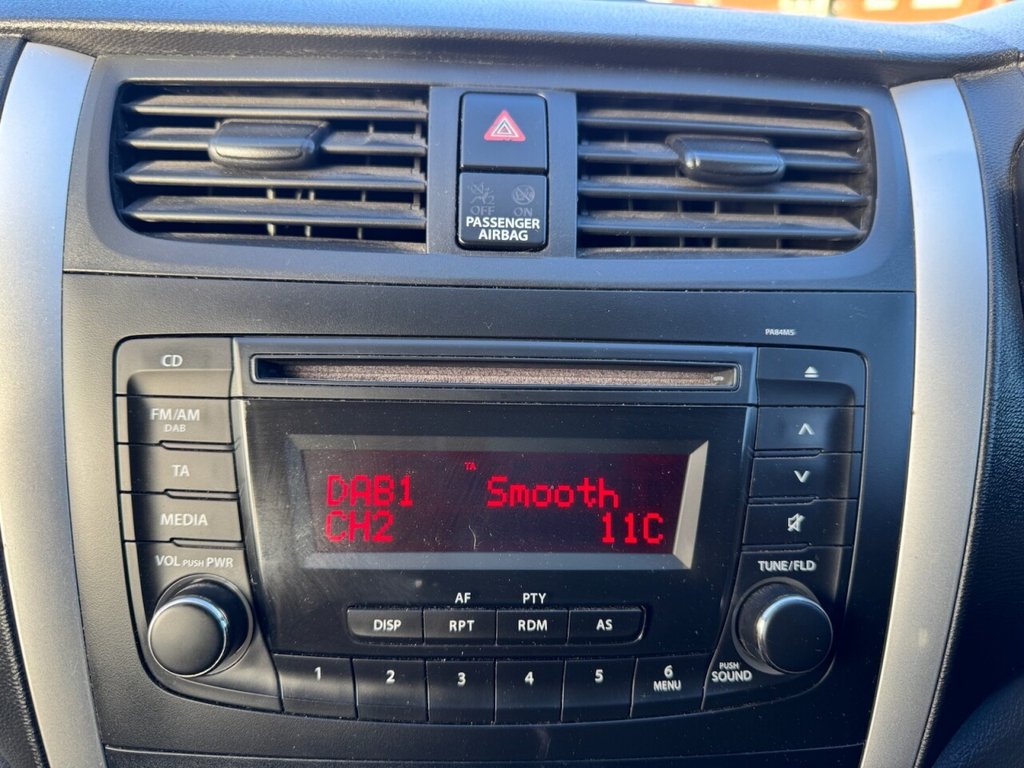 OFF ON
PASSENGER
AIRBAG
PA84M5
CD
FM/AM
DAB
TA
MEDIA
VOL PUSH PWR
TA
DAB1 Smooth
CH2 11C
TUNE/FLD
AF PTY
DISP RPT RDM AS
1 2 3 4 5 6
MENU
PUSH
SOUND